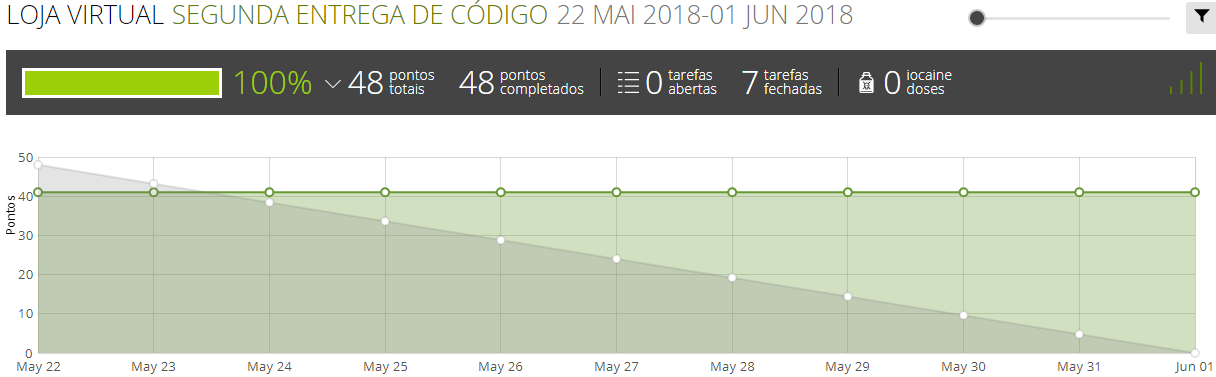 LOJA VIRTUAL SEGUNDA ENTREGA DE CÓDIGO 22 MAI 2018-01 JUN 2018
100% 48 pontos totais 48 pontos completados 0 tarefas abertas 7 tarefas fechadas 0 iocaine doses
50
40
30
20
10
0
Pontos
May 22 May 23 May 24 May 25 May 26 May 27 May 28 May 29 May 30 May 31 Jun 01